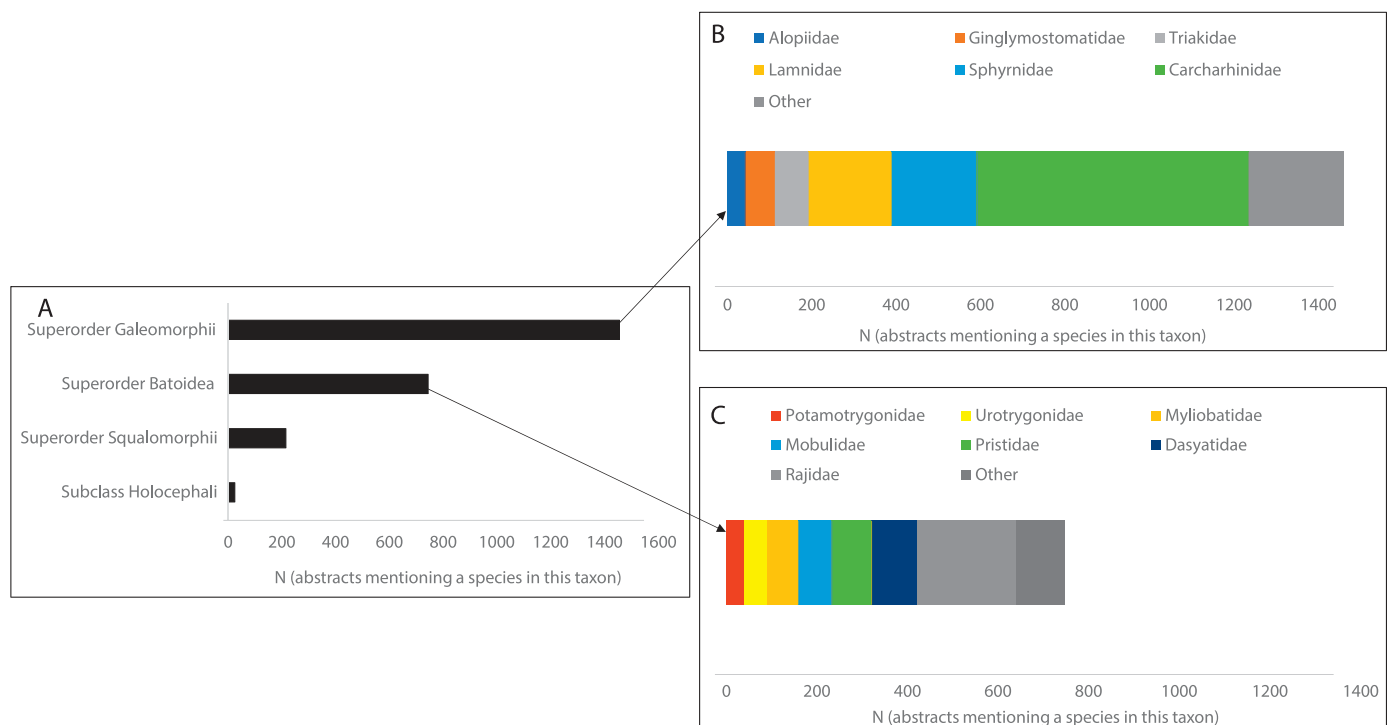 A
Superorder Galeomorphii
Superorder Batoidea
Superorder Squalomorphii
Subclass Holocephali
0 200 400 600 800 1000 1200 1400 1600
N (abstracts mentioning a species in this taxon)
B
Alopiidae Ginglymostomatidae Triakidae
Lamnidae Sphyrnidae Carcharhinidae
Other
0 200 400 600 800 1000 1200 1400
N (abstracts mentioning a species in this taxon)
C
Potamotrygonidae Urotrygonidae Myliobatidae
Mobulidae Pristidae Dasyatidae
Rajidae Other
0 200 400 600 800 1000 1200 1400
N (abstracts mentioning a species in this taxon)